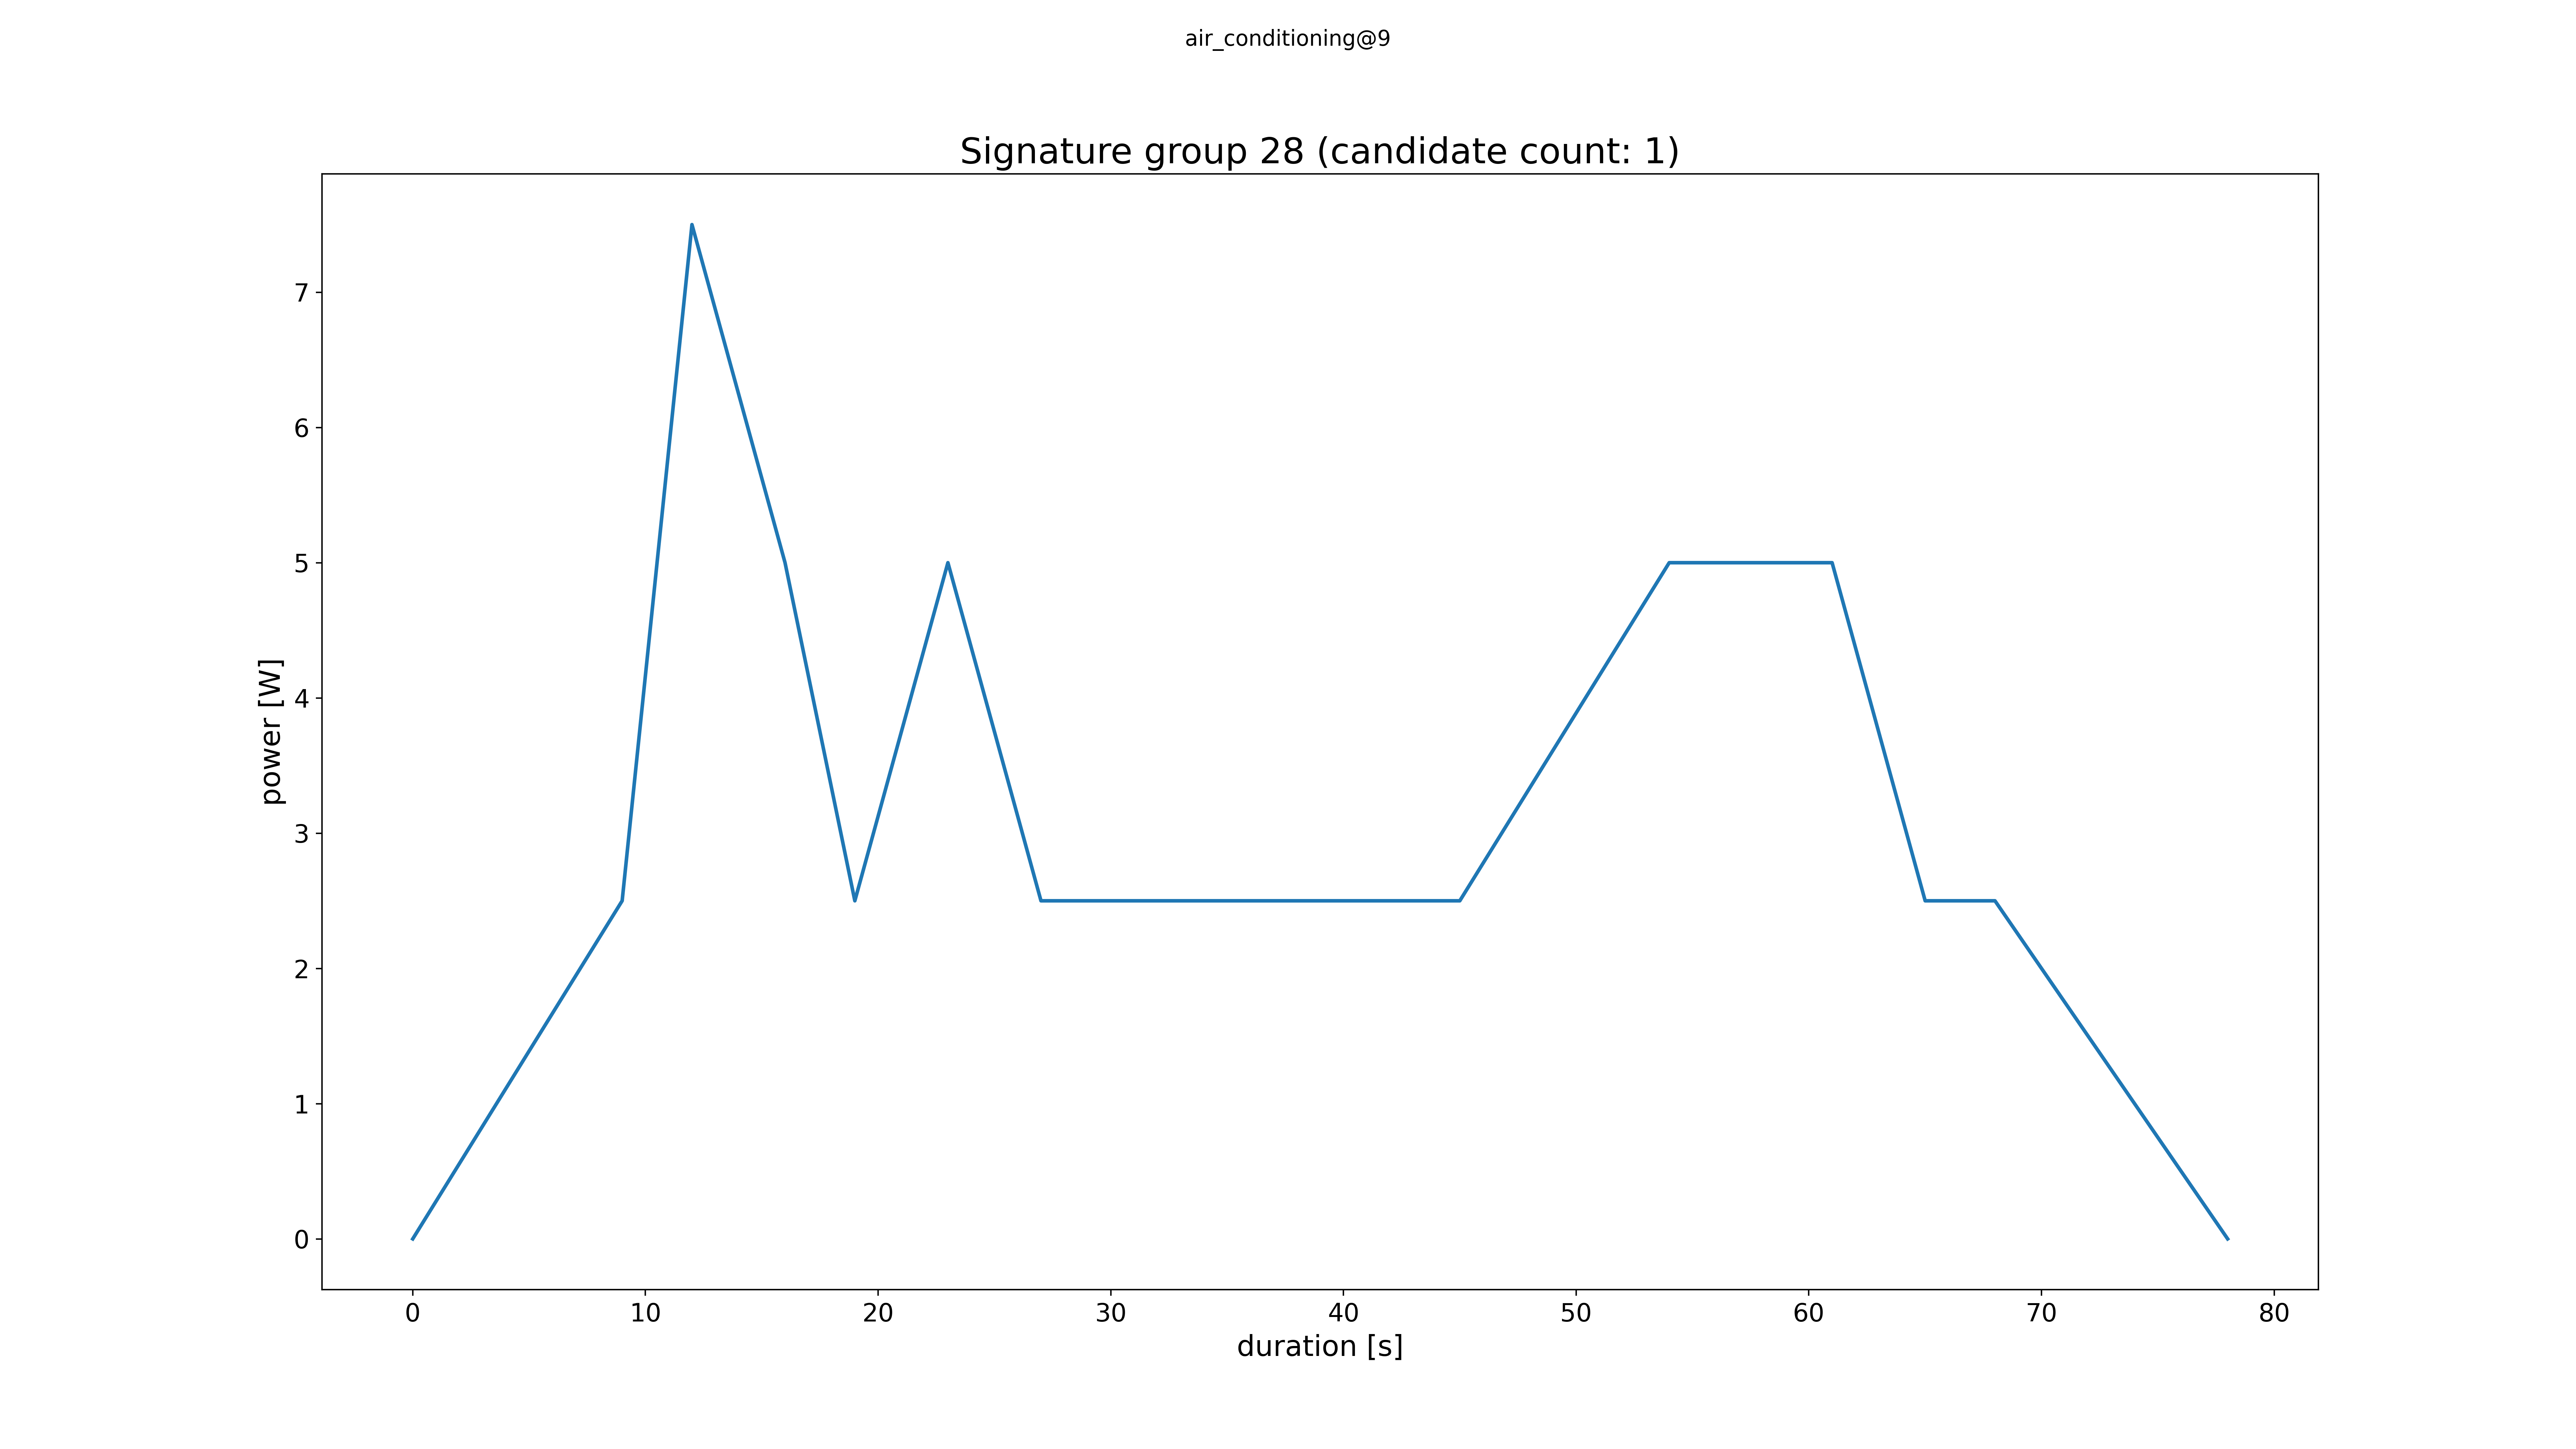 air_conditioning@9
Signature group 28 (candidate count: 1)
power [W]
7
6
5
4
3
2
1
0
0 10 20 30 40 50 60 70 80
duration [s]